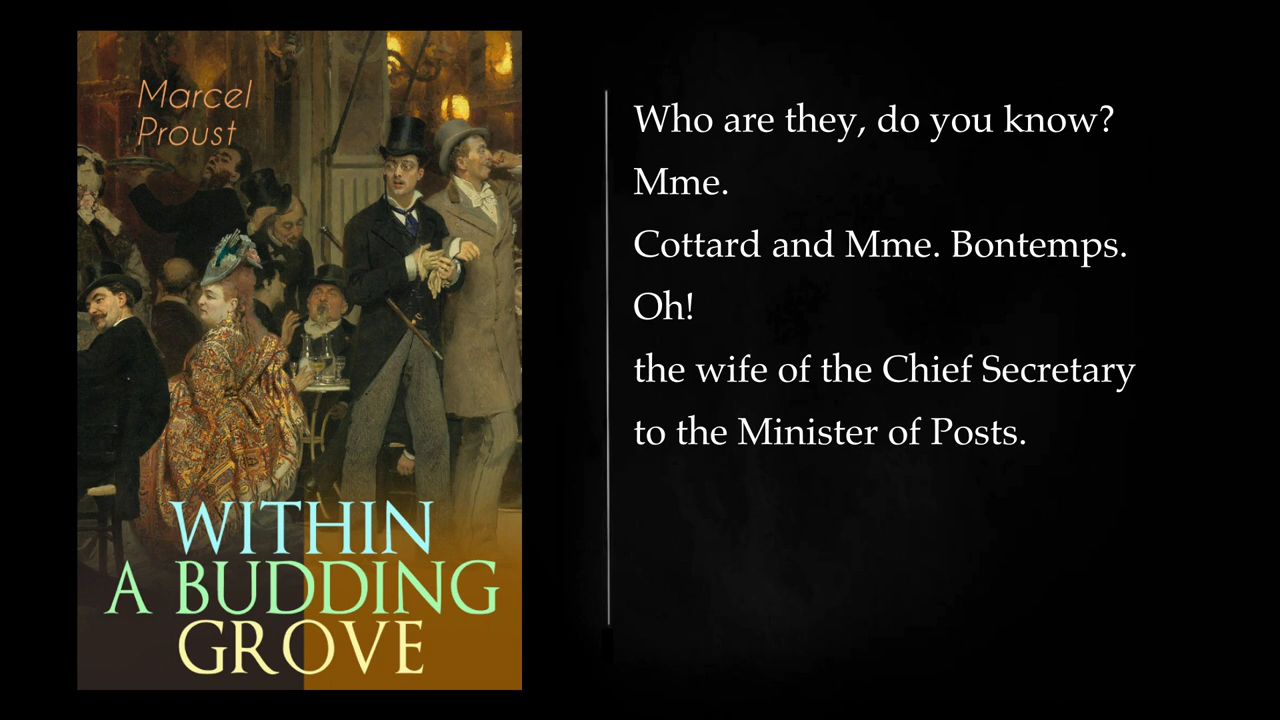 Marcel
Proust
WITHIN
A BUDDING
GROVE
Who are they, do you know?
Mme.
Cottard and Mme. Bontemps.
Oh!
the wife of the Chief Secretary
to the Minister of Posts.